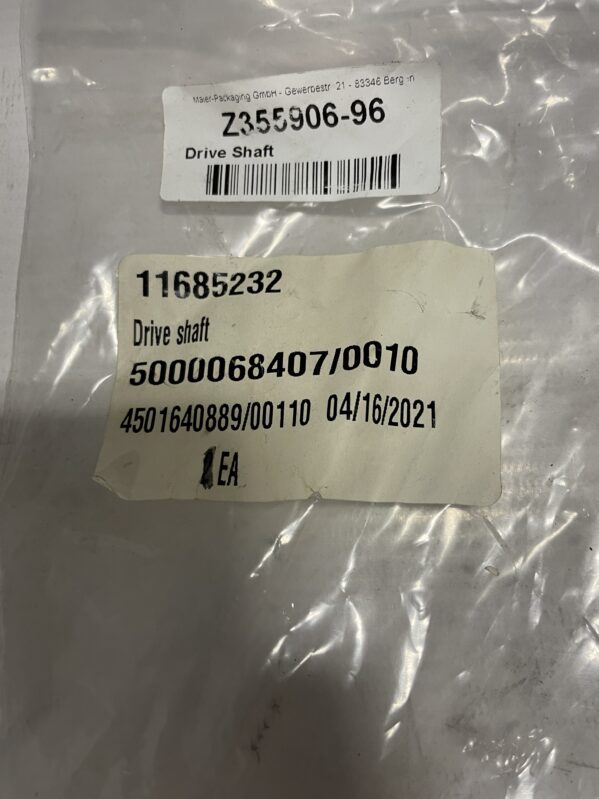 Maier-Packaging GmbH - Gewerbestr. 21 - 83346 Bergen
Z355906-96
Drive Shaft
11685232
Drive shaft
5000068407/0010
4501640889/00110 04/16/2021
1EA